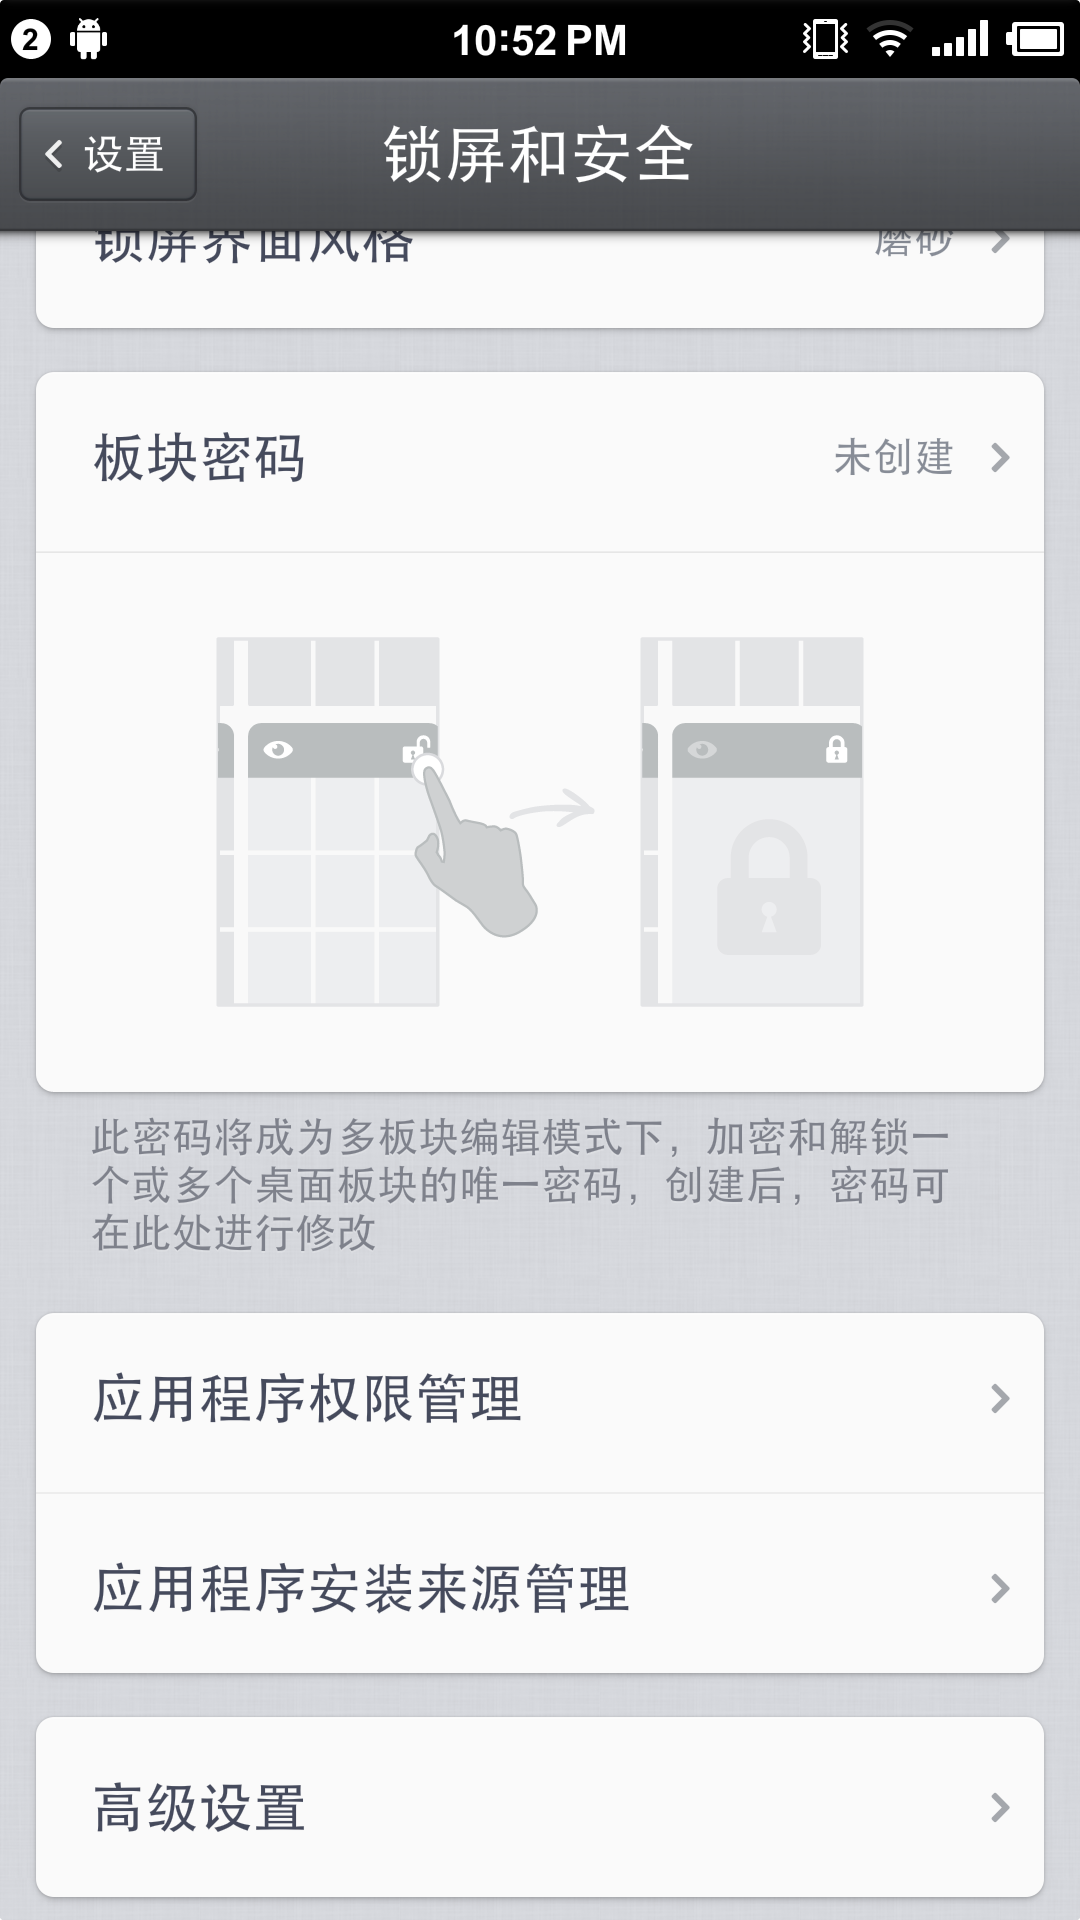 2
10:52 PM
设置
锁屏和安全
锁屏界面风格
磨砂
板块密码
未创建
此密码将成为多板块编辑模式下，加密和解锁一
个或多个桌面板块的唯一密码，创建后，密码可
在此处进行修改
应用程序权限管理
应用程序安装来源管理
高级设置